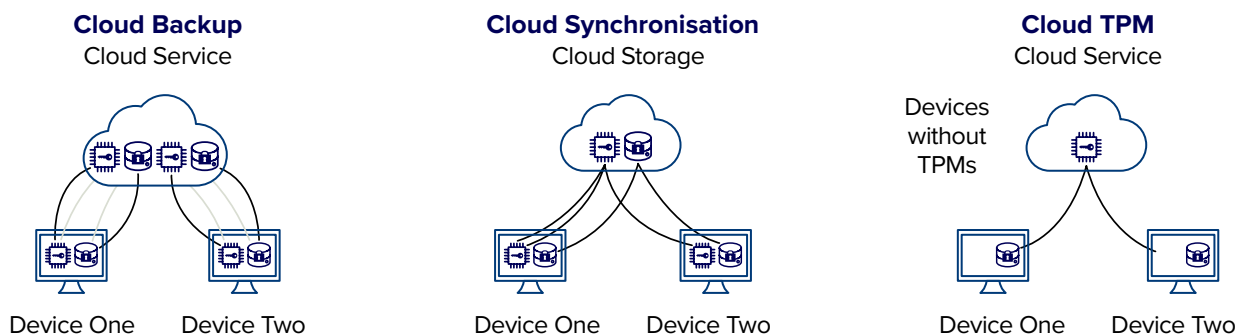 Cloud Backup
Cloud Service
Device One
Device Two
Cloud Synchronisation
Cloud Storage
Device One
Device Two
Cloud TPM
Cloud Service
Devices
without
TPMs
Device One
Device Two